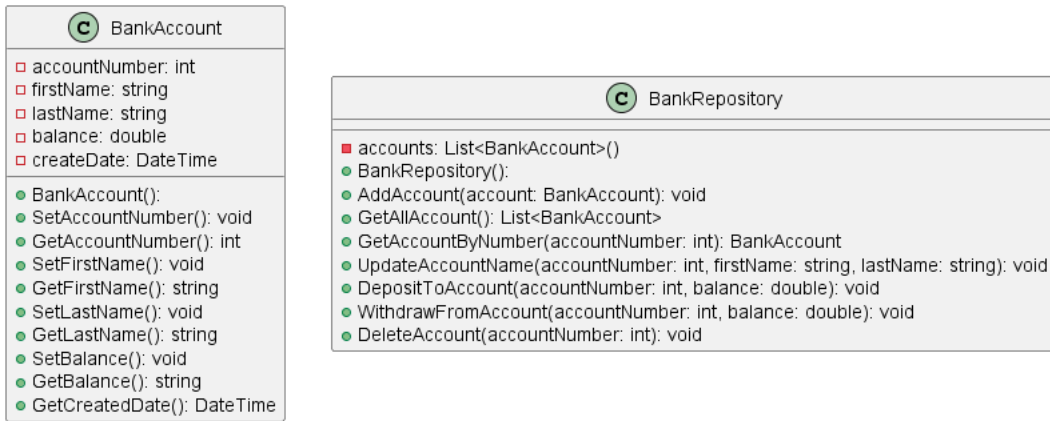 C BankAccount
accountNumber: int
firstName: string
lastName: string
balance: double
createDate: DateTime
BankAccount():
SetAccountNumber(): void
GetAccountNumber(): int
SetFirstName(): void
GetFirstName(): string
SetLastName(): void
GetLastName(): string
SetBalance(): void
GetBalance(): string
GetCreatedDate(): DateTime
C BankRepository
accounts: List<BankAccount>()
BankRepository():
AddAccount(account: BankAccount): void
GetAllAccount(): List<BankAccount>
GetAccountByNumber(accountNumber: int): BankAccount
UpdateAccountName(accountNumber: int, firstName: string, lastName: string): void
DepositToAccount(accountNumber: int, balance: double): void
WithdrawFromAccount(accountNumber: int, balance: double): void
DeleteAccount(accountNumber: int): void